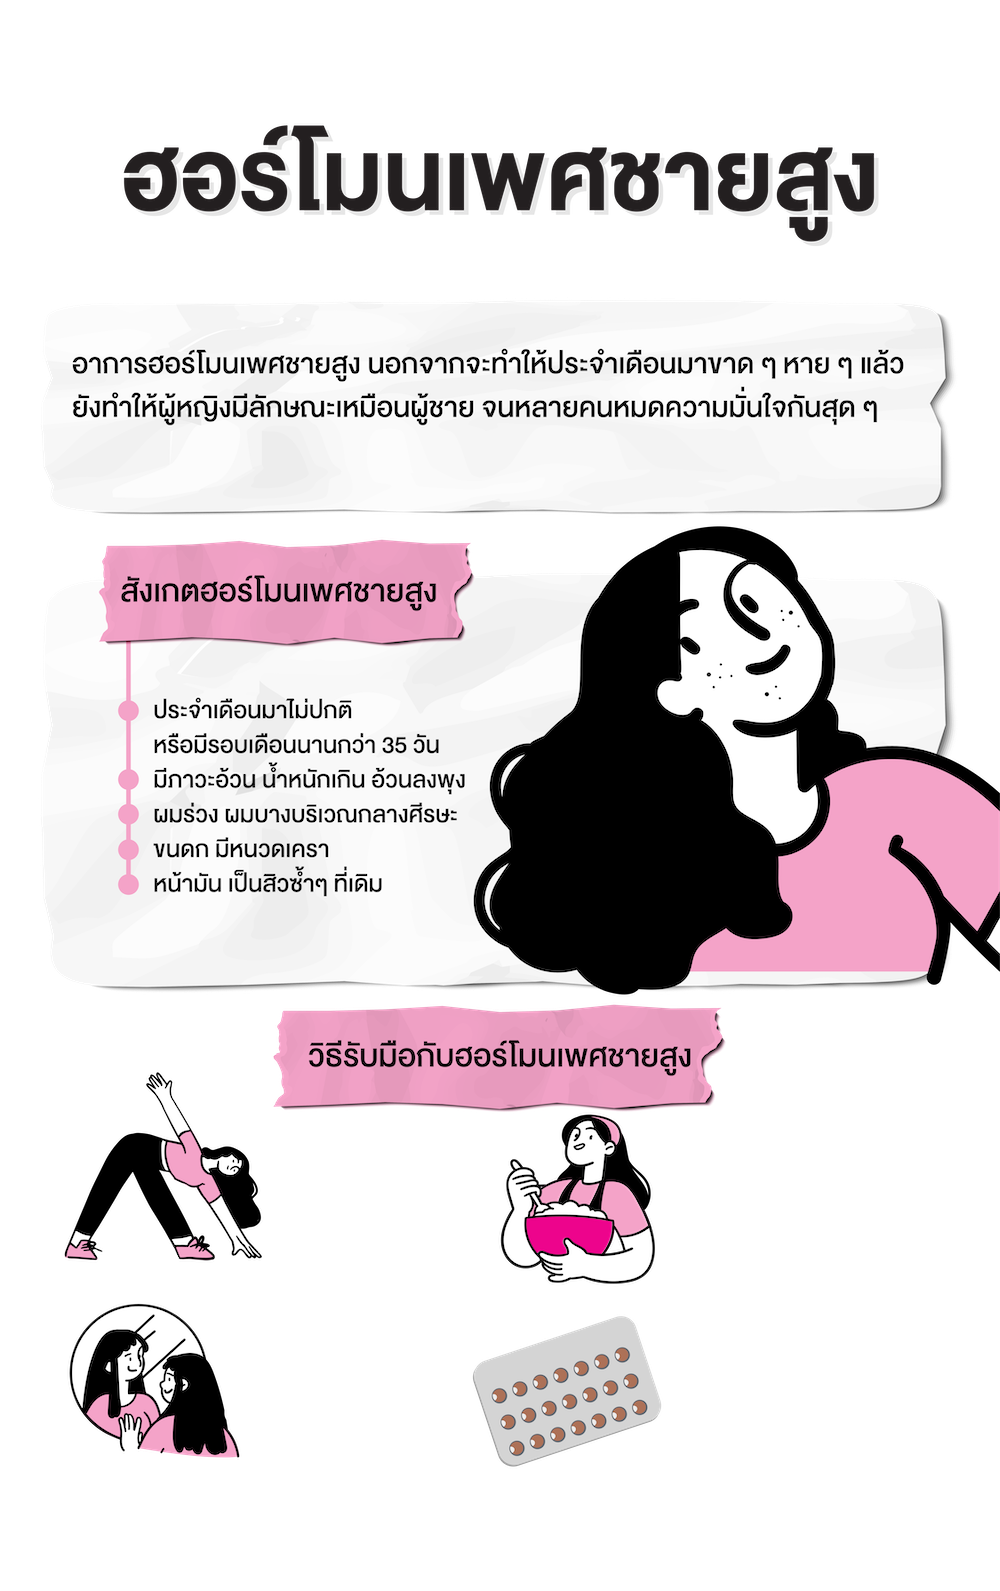 ฮอร์โมนเพศชายสูง
อาการฮอร์โมนเพศชายสูง นอกจากจะทำให้ประจำเดือนมาขาด ๆ หาย ๆ แล้ว
ยังทำให้ผู้หญิงมีลักษณะเหมือนผู้ชาย จนหลายคนหมดความมั่นใจกันสุด ๆ
สังเกตฮอร์โมนเพศชายสูง
ประจำเดือนมาไม่ปกติ
หรือมีรอบเดือนนานกว่า 35 วัน
มีภาวะอ้วน น้ำหนักเกิน อ้วนลงพุง
ผมร่วง ผมบางบริเวณกลางศีรษะ
ขนดก มีหนวดเครา
หน้ามัน เป็นสิวซ้ำๆ ที่เดิม
วิธีรับมือกับฮอร์โมนเพศชายสูง